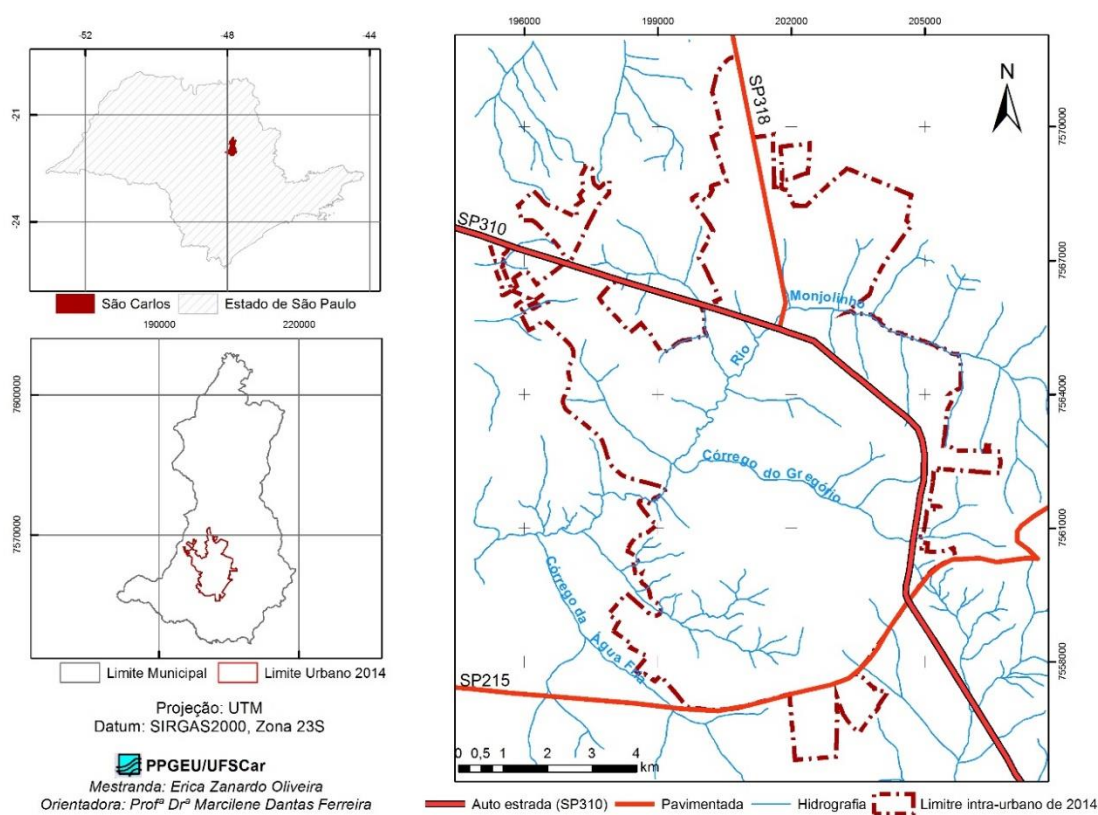 -52
-48
-44
-21
-24
São Carlos
Estado de São Paulo
190000
220000
7600000
7570000
Limite Municipal
Limite Urbano 2014
Projeção: UTM
Datum: SIRGAS2000, Zona 23S
PPGEU/UFSCar
Mestranda: Erica Zanardo Oliveira
Orientadora: Profª Drª Marcilene Dantas Ferreira
196000
199000
202000
205000
N
7570000
7567000
7564000
7561000
7558000
SP318
SP310
Monjolinho
Rio
Córrego do Gregório
Córrego da Água Fria
SP215
0 0,5 1 2 3 4
km
Auto estrada (SP310)
Pavimentada
Hidrografia
Limitre intra-urbano de 2014